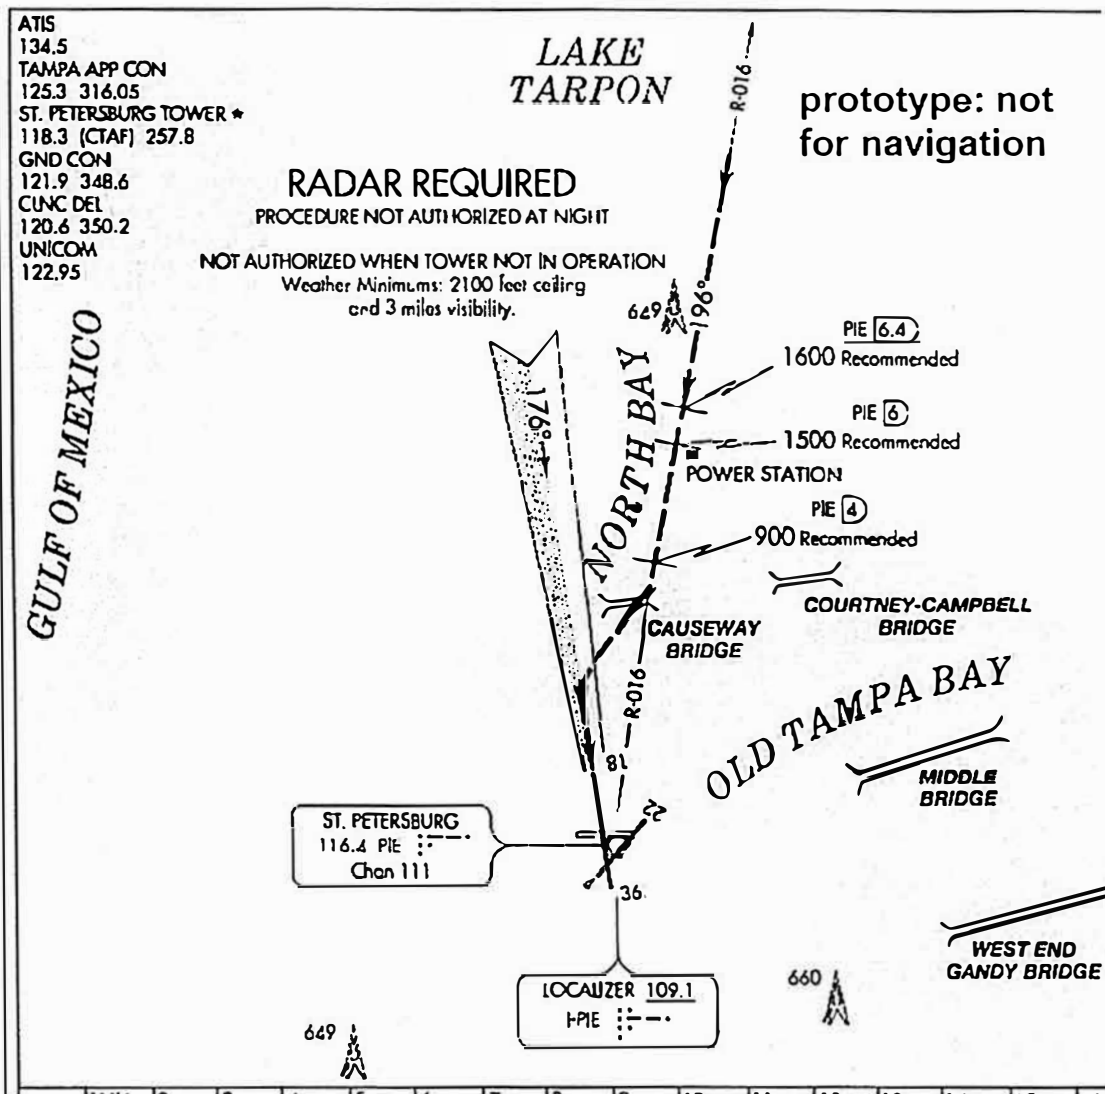 ATIS
134.5
TAMPA APP CON
125.3 316.05
ST. PETERSBURG TOWER ★
118.3 (CTAF) 257.8
GND CON
121.9 348.6
CLNC DEL
120.6 350.2
UNICOM
122.95
LAKE
TARPON
R-016
prototype: not
for navigation
RADAR REQUIRED
PROCEDURE NOT AUTHORIZED AT NIGHT
NOT AUTHORIZED WHEN TOWER NOT IN OPERATION
Weather Minimums: 2100 feet ceiling
and 3 miles visibility.
649
196°
GULF OF MEXICO
176°
NORTH BAY
PIE 6.4
1600 Recommended
PIE 6
1500 Recommended
POWER STATION
PIE 4
900 Recommended
COURTNEY-CAMPBELL
BRIDGE
CAUSEWAY
BRIDGE
R-016
OLD TAMPA BAY
18
MIDDLE
BRIDGE
22
ST. PETERSBURG
116.4 PIE
Chan 111
36
WEST END
GANDY BRIDGE
LOCALIZER 109.1
I-PIE
660
649